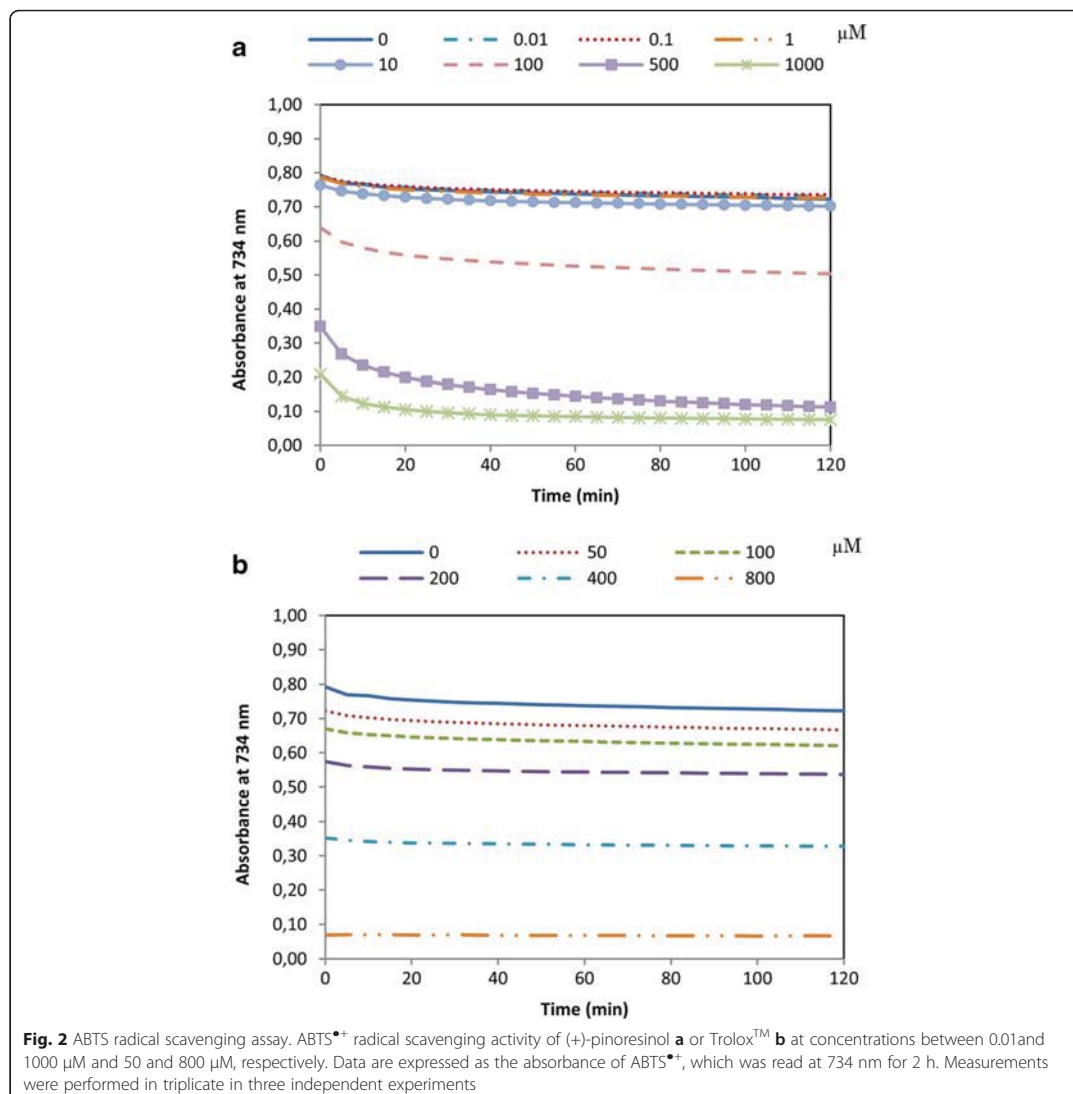 a
0 0.01 0.1 1 μM
10 100 500 1000
1,00
0,90
0,80
0,70
0,60
0,50
0,40
0,30
0,20
0,10
0,00
Absorbance at 734 nm
0 20 40 60 80 100 120
Time (min)
b
0 50 100 μM
200 400 800
1,00
0,90
0,80
0,70
0,60
0,50
0,40
0,30
0,20
0,10
0,00
Absorbance at 734 nm
0 20 40 60 80 100 120
Time (min)
Fig. 2 ABTS radical scavenging assay. ABTS•+ radical scavenging activity of (+)-pinoresinol a or Trolox™ b at concentrations between 0.01and
1000 μM and 50 and 800 μM, respectively. Data are expressed as the absorbance of ABTS•+, which was read at 734 nm for 2 h. Measurements
were performed in triplicate in three independent experiments